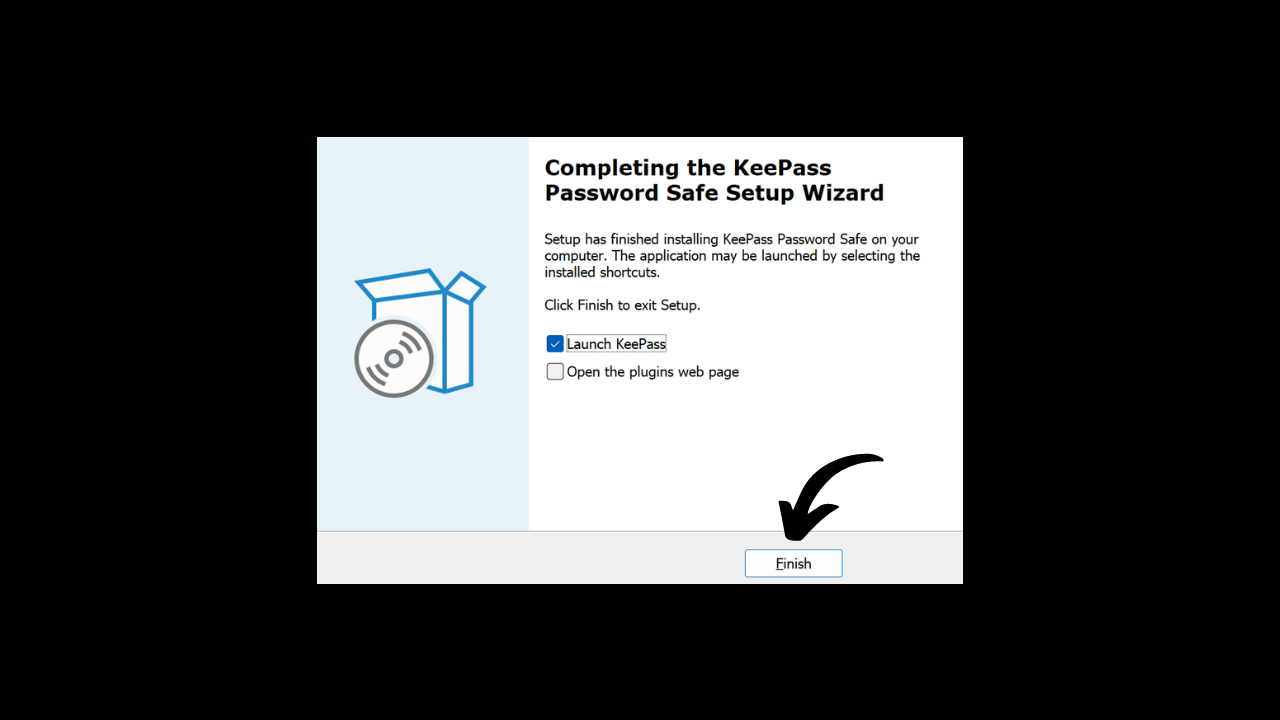 Completing the KeePass
Password Safe Setup Wizard
Setup has finished installing KeePass Password Safe on your
computer. The application may be launched by selecting the
installed shortcuts.
Click Finish to exit Setup.
Launch KeePass
Open the plugins web page
Finish